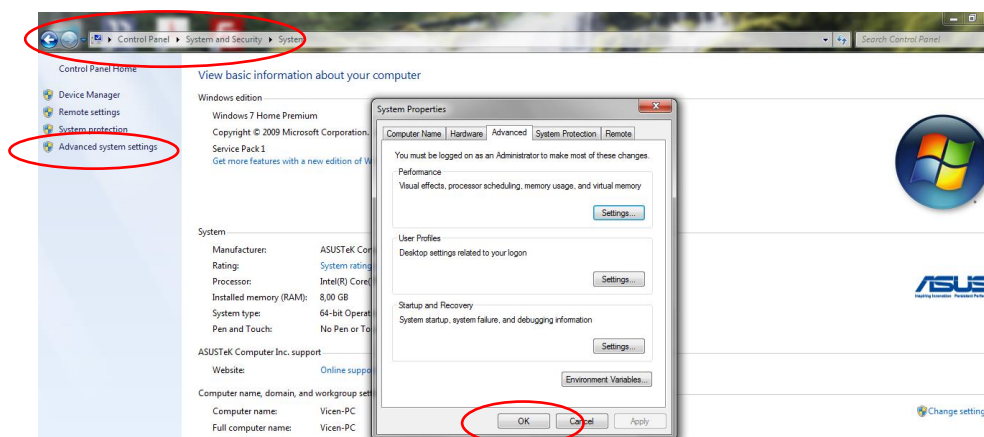 Control Panel ▸ System and Security ▸ System
Search Control Panel
Control Panel Home
Device Manager
Remote settings
System protection
Advanced system settings
View basic information about your computer
Windows edition
Windows 7 Home Premium
Copyright © 2009 Microsoft Corporation.
Service Pack 1
Get more features with a new edition of
System
Manufacturer: ASUSTeK
Rating: System rating
Processor: Intel(R)
Installed memory (RAM): 8,00 GB
System type: 64-bit
Pen and Touch: No Pen or
ASUSTeK Computer Inc. support
Website: Online
Computer name, domain, and workgroup
Computer name: Vicen-PC
Full computer name: Vicen-PC
System Properties
Computer Name Hardware Advanced System Protection Remote
You must be logged on as an Administrator to make most of these changes.
Performance
Visual effects, processor scheduling, memory usage, and virtual memory
Settings...
User Profiles
Desktop settings related to your logon
Settings...
Startup and Recovery
System startup, system failure, and debugging information
Settings...
Environment Variables...
OK Cancel Apply
ASUS
Change